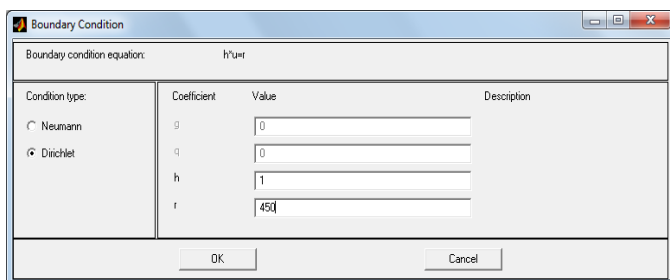 Boundary Condition
Boundary condition equation: h*u=r
Condition type: Coefficient Value Description
Neumann g 0
Dirichlet q 0
h 1
r 450
OK Cancel